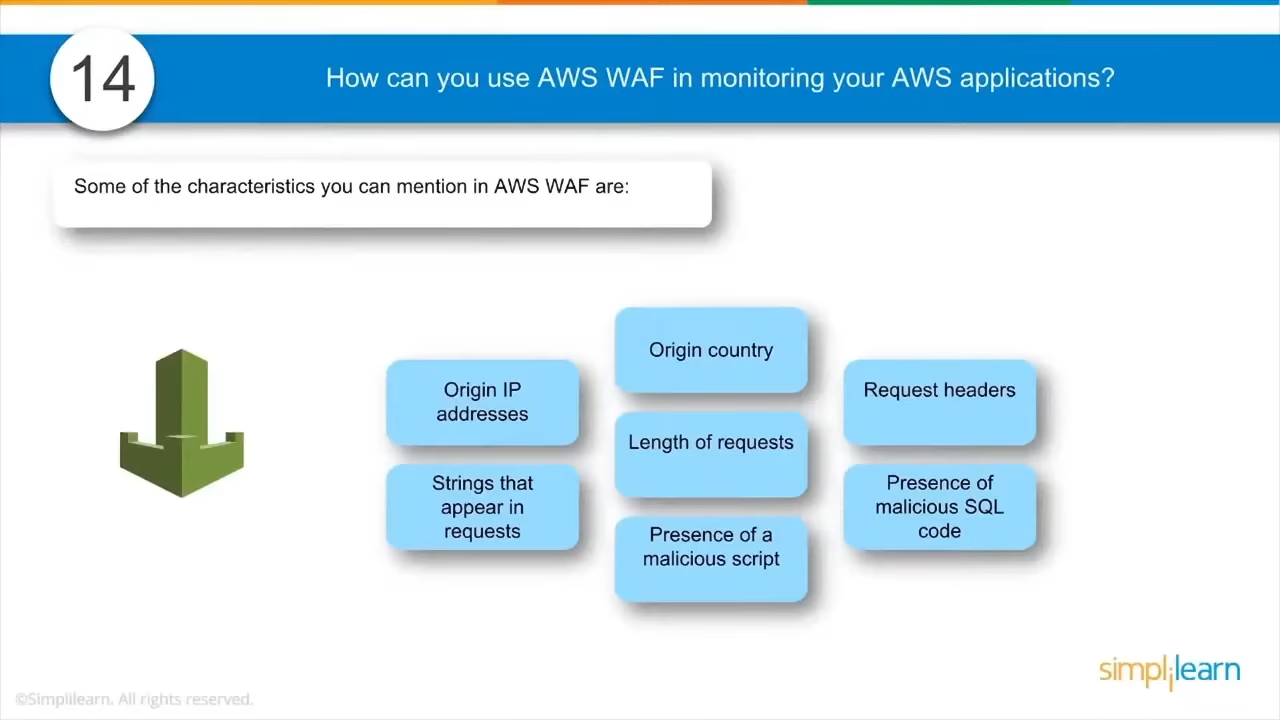 14
How can you use AWS WAF in monitoring your AWS applications?
Some of the characteristics you can mention in AWS WAF are:
Origin IP
addresses
Strings that
appear in
requests
Origin country
Length of requests
Presence of a
malicious script
Request headers
Presence of
malicious SQL
code
simplilearn
©Simplilearn. All rights reserved.